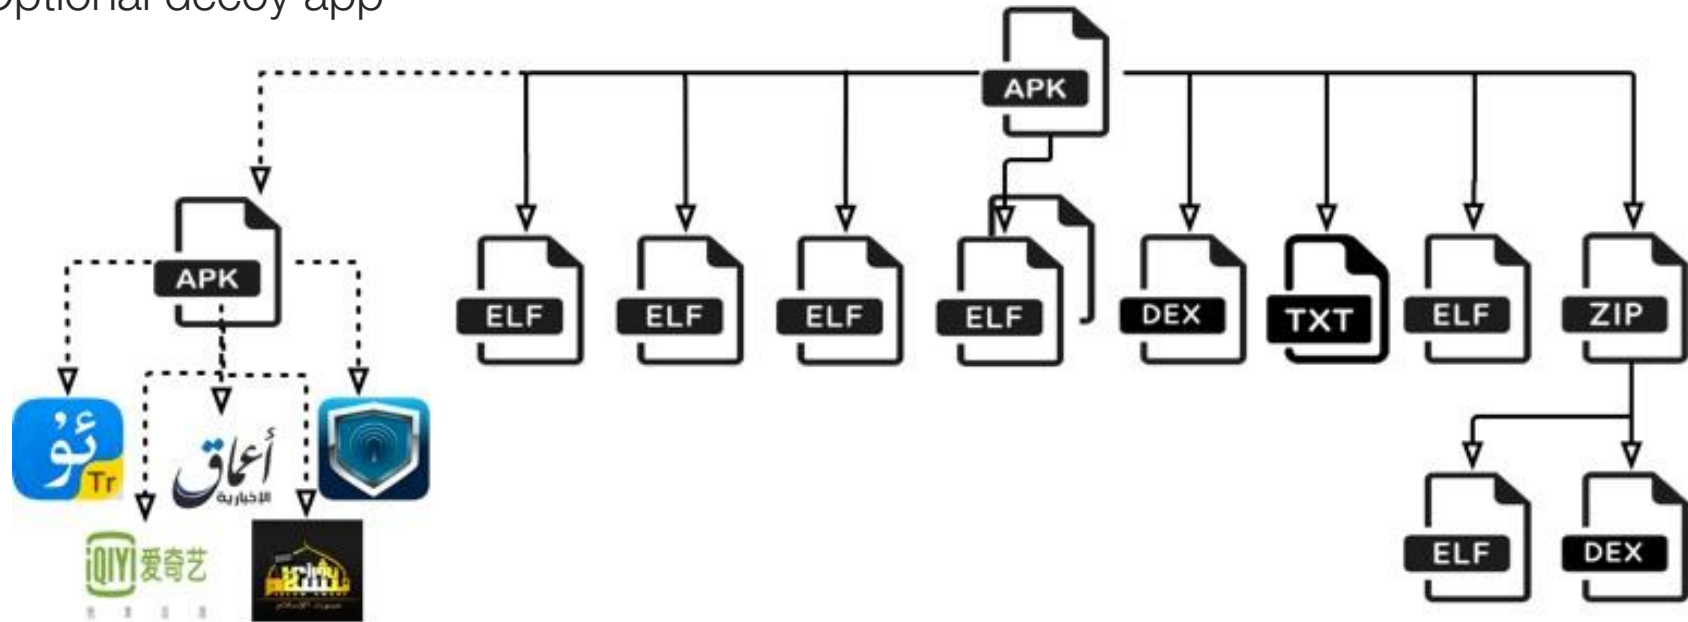 Optional decoy app
APK
APK
ELF
ELF
ELF
ELF
DEX
TXT
ELF
ZIP
ئۇ
Tr
أعماق
الإخبارية
iQIYI 爱奇艺
ELF
DEX